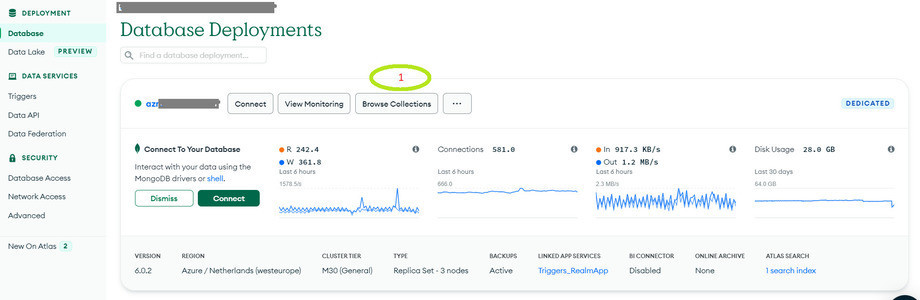 DEPLOYMENT
Database
Data Lake PREVIEW
DATA SERVICES
Triggers
Data API
Data Federation
SECURITY
Database Access
Network Access
Advanced
New On Atlas 2
Database Deployments
Find a database deployment...
1
azr
Connect
View Monitoring
Browse Collections
...
DEDICATED
Connect To Your Database
Interact with your data using the
MongoDB drivers or shell.
Dismiss
Connect
R 242.4
W 361.8
Last 6 hours
1578.5/s
Connections 581.0
Last 6 hours
666.0
In 917.3 KB/s
Out 1.2 MB/s
Last 6 hours
2.3 MB/s
Disk Usage 28.0 GB
Last 30 days
64.0 GB
VERSION
6.0.2
REGION
Azure / Netherlands (westeurope)
CLUSTER TIER
M30 (General)
TYPE
Replica Set - 3 nodes
BACKUPS
Active
LINKED APP SERVICES
Triggers_RealmApp
BI CONNECTOR
Disabled
ONLINE ARCHIVE
None
ATLAS SEARCH
1 search index